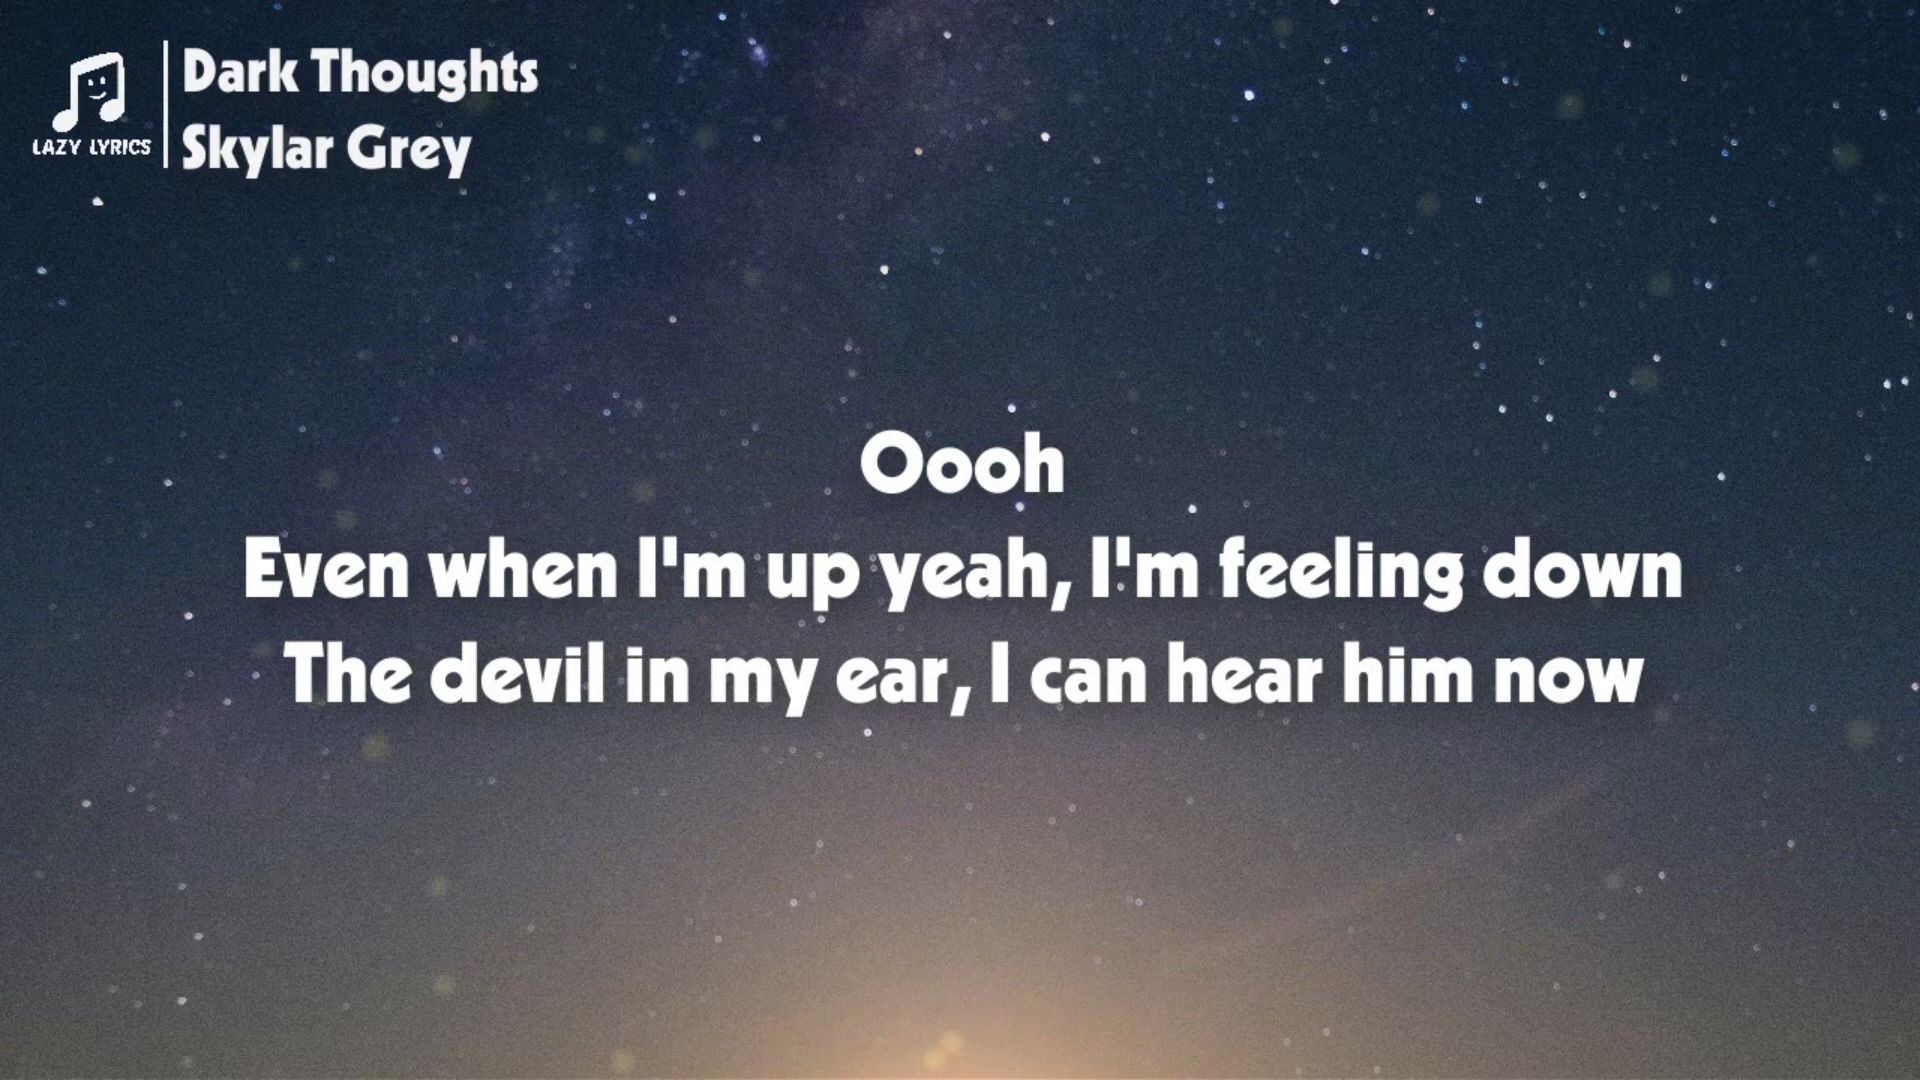 Dark Thoughts
Skylar Grey
LAZY LYRICS
Oooh
Even when I'm up yeah, I'm feeling down
The devil in my ear, I can hear him now